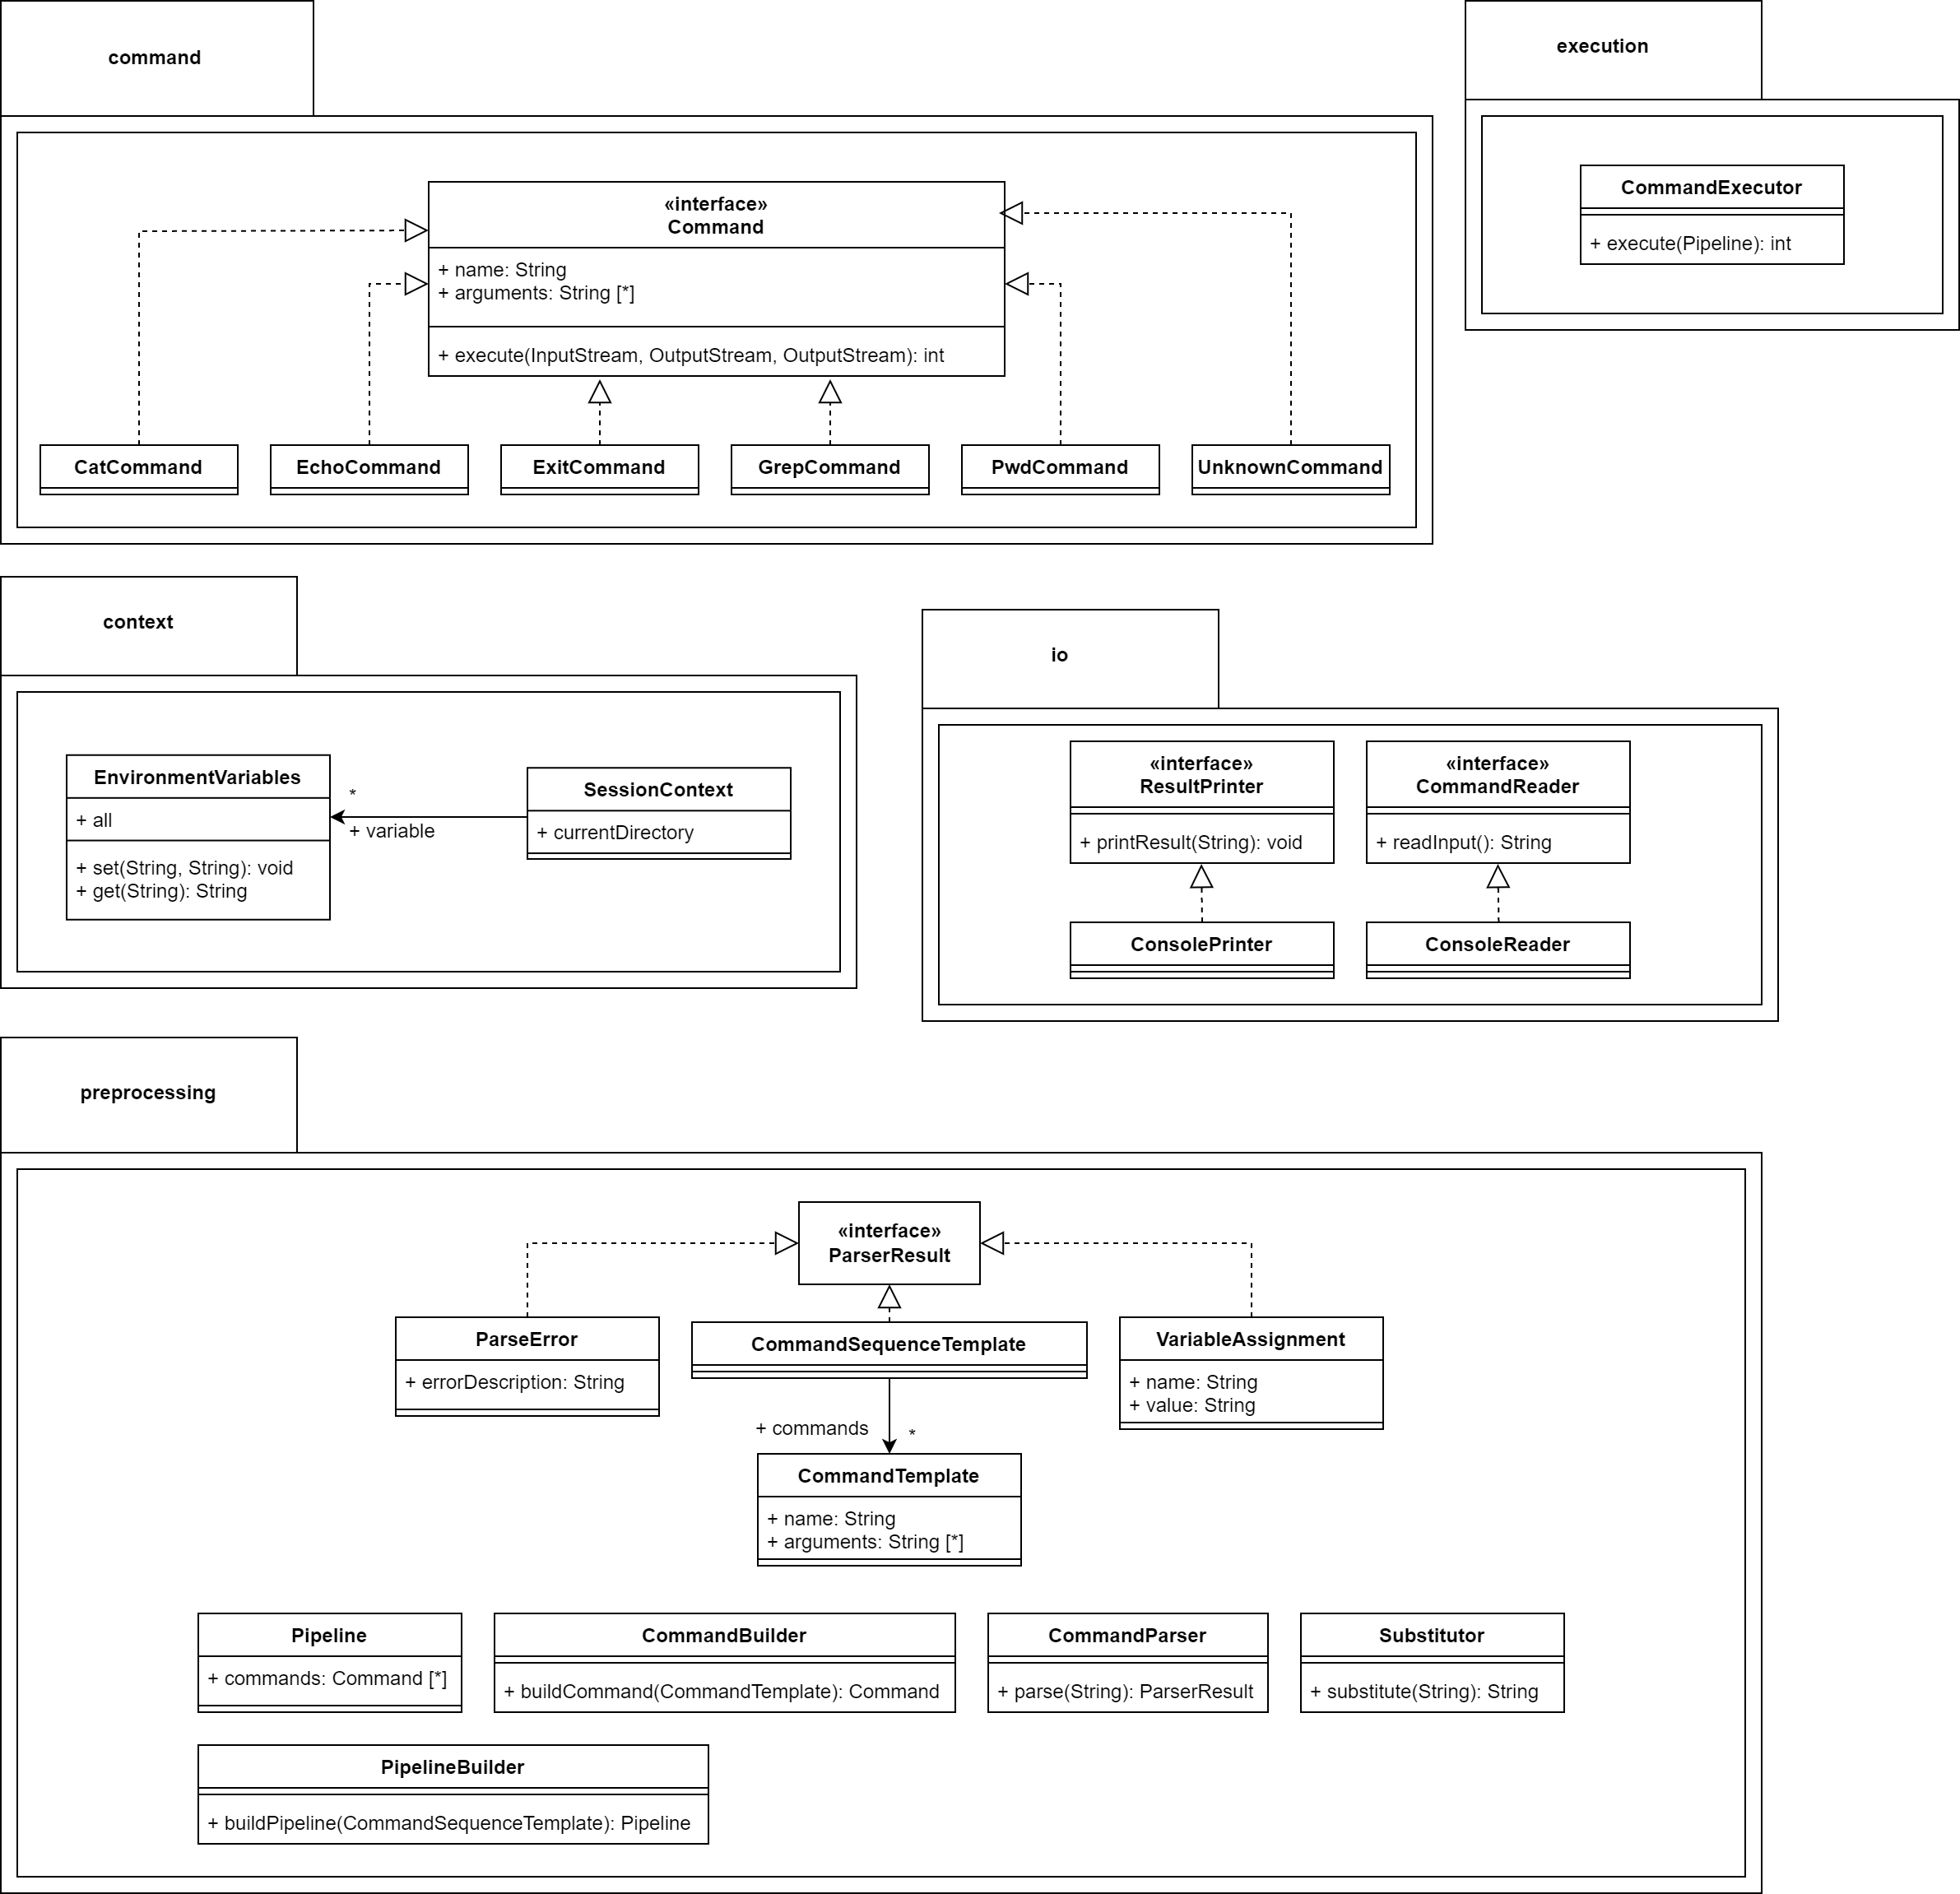 command
«interface»
Command
+ name: String
+ arguments: String [*]
+ execute(InputStream, OutputStream, OutputStream): int
CatCommand
EchoCommand
ExitCommand
GrepCommand
PwdCommand
UnknownCommand
execution
CommandExecutor
+ execute(Pipeline): int
context
EnvironmentVariables
+ all
+ set(String, String): void
+ get(String): String
*
+ variable
SessionContext
+ currentDirectory
io
«interface»
ResultPrinter
+ printResult(String): void
«interface»
CommandReader
+ readInput(): String
ConsolePrinter
ConsoleReader
preprocessing
«interface»
ParserResult
ParseError
+ errorDescription: String
CommandSequenceTemplate
VariableAssignment
+ name: String
+ value: String
+ commands
*
CommandTemplate
+ name: String
+ arguments: String [*]
Pipeline
+ commands: Command [*]
CommandBuilder
+ buildCommand(CommandTemplate): Command
CommandParser
+ parse(String): ParserResult
Substitutor
+ substitute(String): String
PipelineBuilder
+ buildPipeline(CommandSequenceTemplate): Pipeline